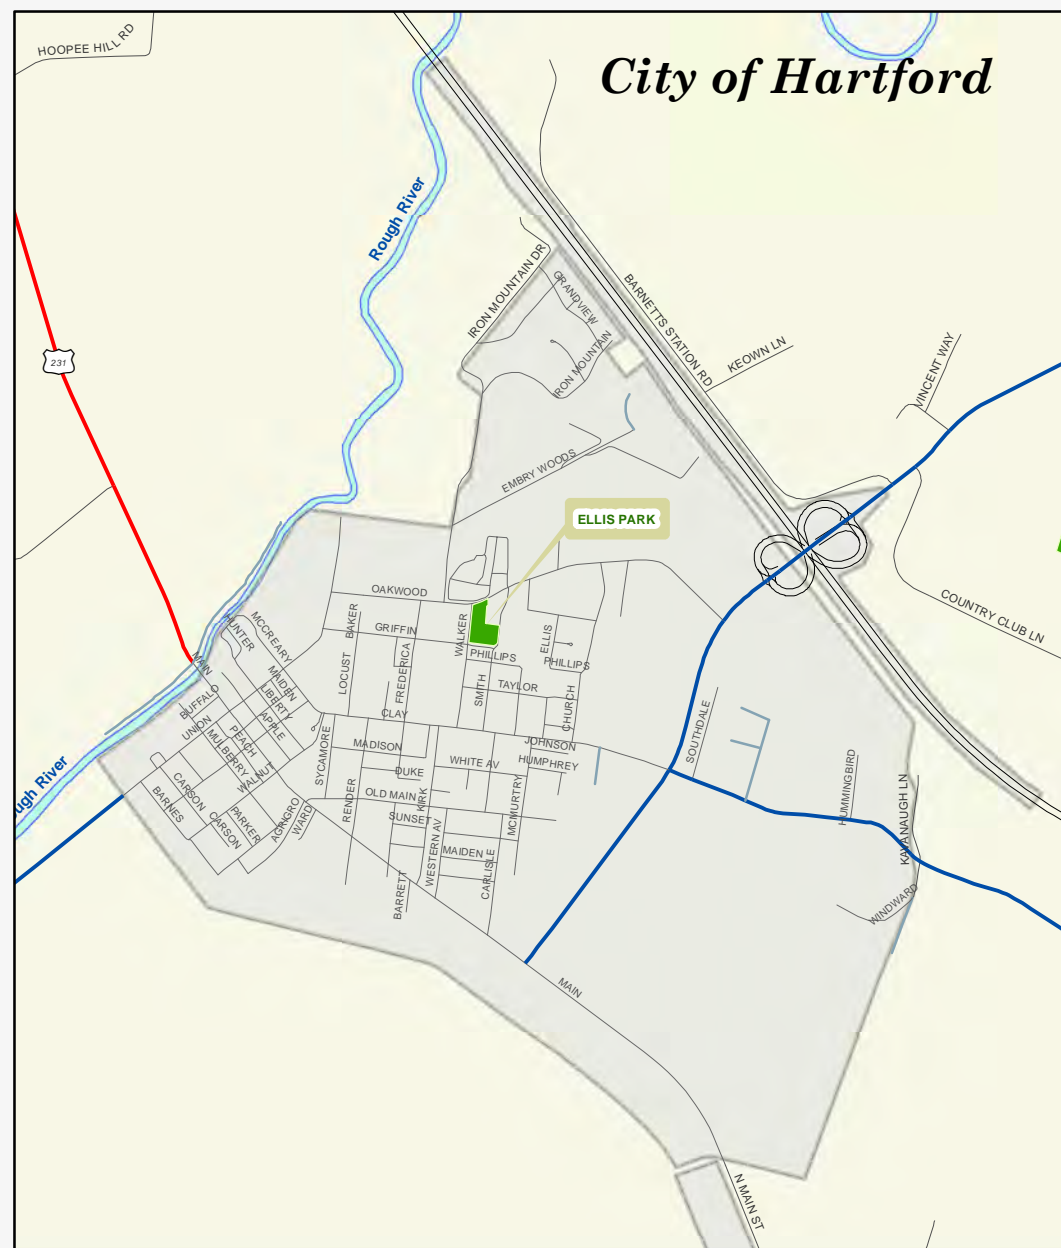 HOOPEE HILL RD
City of Hartford
Rough River
IRON MOUNTAIN DR
GRANDVIEW
BARNETTS STATION RD
IRON MOUNTAIN
KEOWN LN
VINCENT WAY
231
EMBRY WOODS
ELLIS PARK
OAKWOOD
COUNTRY CLUB LN
MCCREARY
HUNTER
BAKER
GRIFFIN
WALKER
ELLIS
MAIN
LOCUST
FREDERICA
PHILLIPS
PHILLIPS
MAIDEN
LIBERTY
BUFFALO
SMITH
TAYLOR
CHURCH
APPLE
UNION
CLAY
SOUTHDALE
PEACH
MULBERRY
SYCAMORE
MADISON
JOHNSON
WHITE AV
HUMPHREY
WALNUT
DUKE
HUMMINGBIRD
KAVANAUGH LN
ugh River
CARSON
BARNES
RENDER
OLD MAIN
KIRK
MCMURTRY
CARSON
PARKER
AGRIGRO
WARD
SUNSET
WESTERN AV
MAIDEN
CARLISLE
BARRETT
WINDWARD
MAIN
N MAIN ST